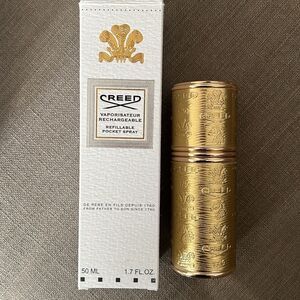 CREED
VAPORISATEUR
RECHARGEABLE
REFILLABLE
POCKET SPRAY
DE PERE EN FILS DEPUIS 1760
FROM FATHER TO SON SINCE 1760
50 ML 1.7 FL.OZ.